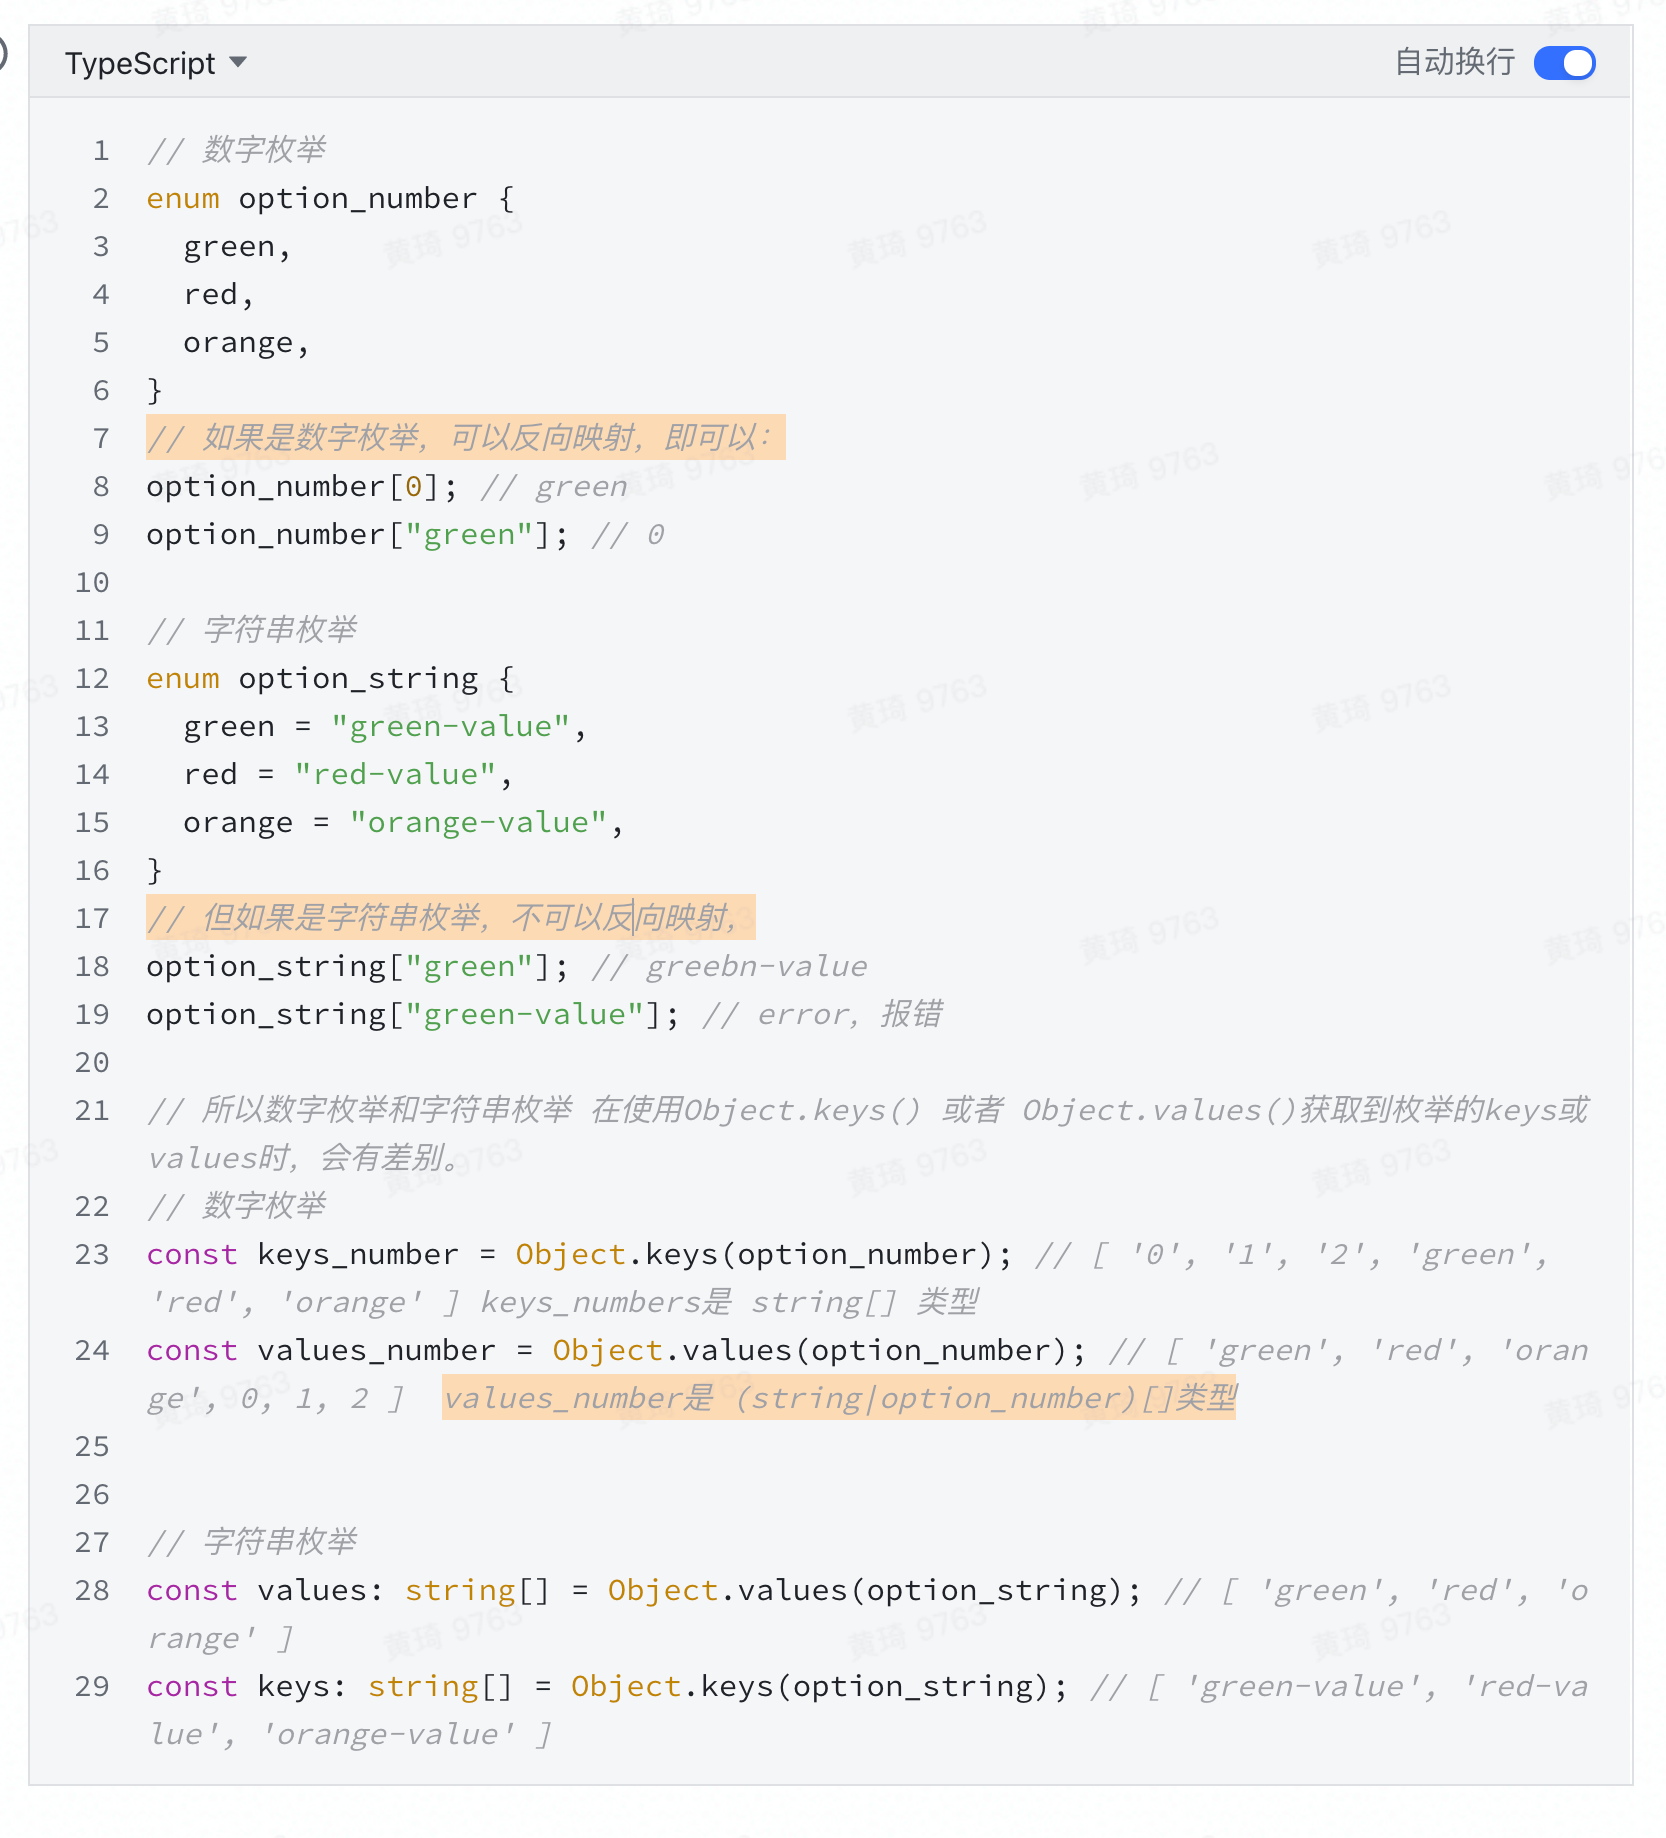 TypeScript
自动换行
1 // 数字枚举
2 enum option_number {
3   green,
4   red,
5   orange,
6 }
7 // 如果是数字枚举，可以反向映射，即可以：
8 option_number[0]; // green
9 option_number["green"]; // 0
10
11 // 字符串枚举
12 enum option_string {
13   green = "green-value",
14   red = "red-value",
15   orange = "orange-value",
16 }
17 // 但如果是字符串枚举，不可以反向映射，
18 option_string["green"]; // greebn-value
19 option_string["green-value"]; // error，报错
20
21 // 所以数字枚举和字符串枚举 在使用Object.keys() 或者 Object.values()获取到枚举的keys或
values时，会有差别。
22 // 数字枚举
23 const keys_number = Object.keys(option_number); // [ '0', '1', '2', 'green',
'red', 'orange' ] keys_numbers是 string[] 类型
24 const values_number = Object.values(option_number); // [ 'green', 'red', 'oran
ge', 0, 1, 2 ]  values_number是 (string|option_number)[]类型
25
26
27 // 字符串枚举
28 const values: string[] = Object.values(option_string); // [ 'green', 'red', 'o
range' ]
29 const keys: string[] = Object.keys(option_string); // [ 'green-value', 'red-va
lue', 'orange-value' ]
黄琦 9763